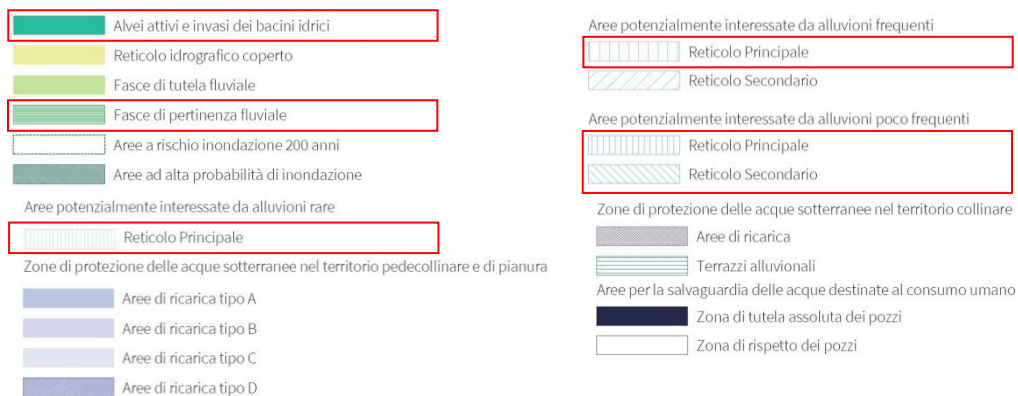 Alvei attivi e invasi dei bacini idrici
Reticolo idrografico coperto
Fasce di tutela fluviale
Fasce di pertinenza fluviale
Aree a rischio inondazione 200 anni
Aree ad alta probabilità di inondazione
Aree potenzialmente interessate da alluvioni rare
Reticolo Principale
Zone di protezione delle acque sotterranee nel territorio pedecollinare e di pianura
Aree di ricarica tipo A
Aree di ricarica tipo B
Aree di ricarica tipo C
Aree di ricarica tipo D
Aree potenzialmente interessate da alluvioni frequenti
Reticolo Principale
Reticolo Secondario
Aree potenzialmente interessate da alluvioni poco frequenti
Reticolo Principale
Reticolo Secondario
Zone di protezione delle acque sotterranee nel territorio collinare
Aree di ricarica
Terrazzi alluvionali
Aree per la salvaguardia delle acque destinate al consumo umano
Zona di tutela assoluta dei pozzi
Zona di rispetto dei pozzi